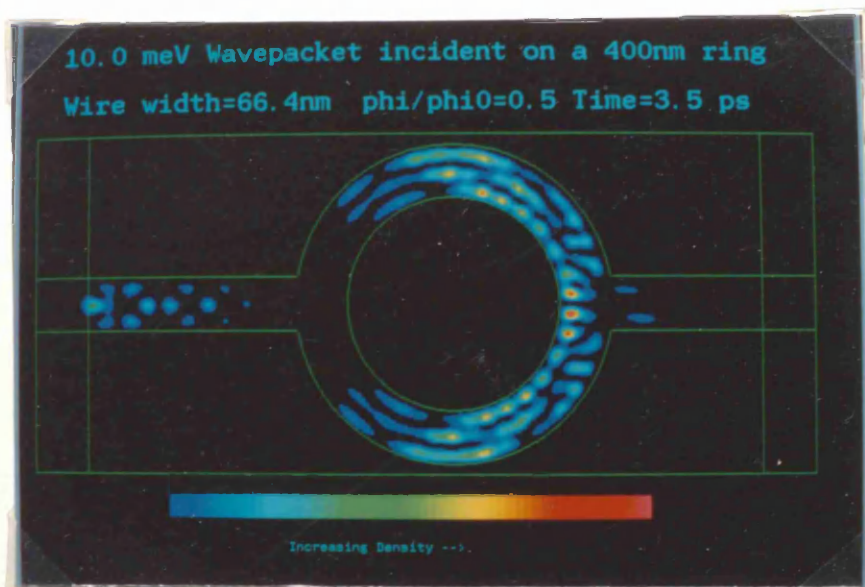 10.0 meV Wavepacket incident on a 400nm ring
Wire width=66.4nm phi/phi0=0.5 Time=3.5 ps
Increasing Density -->.